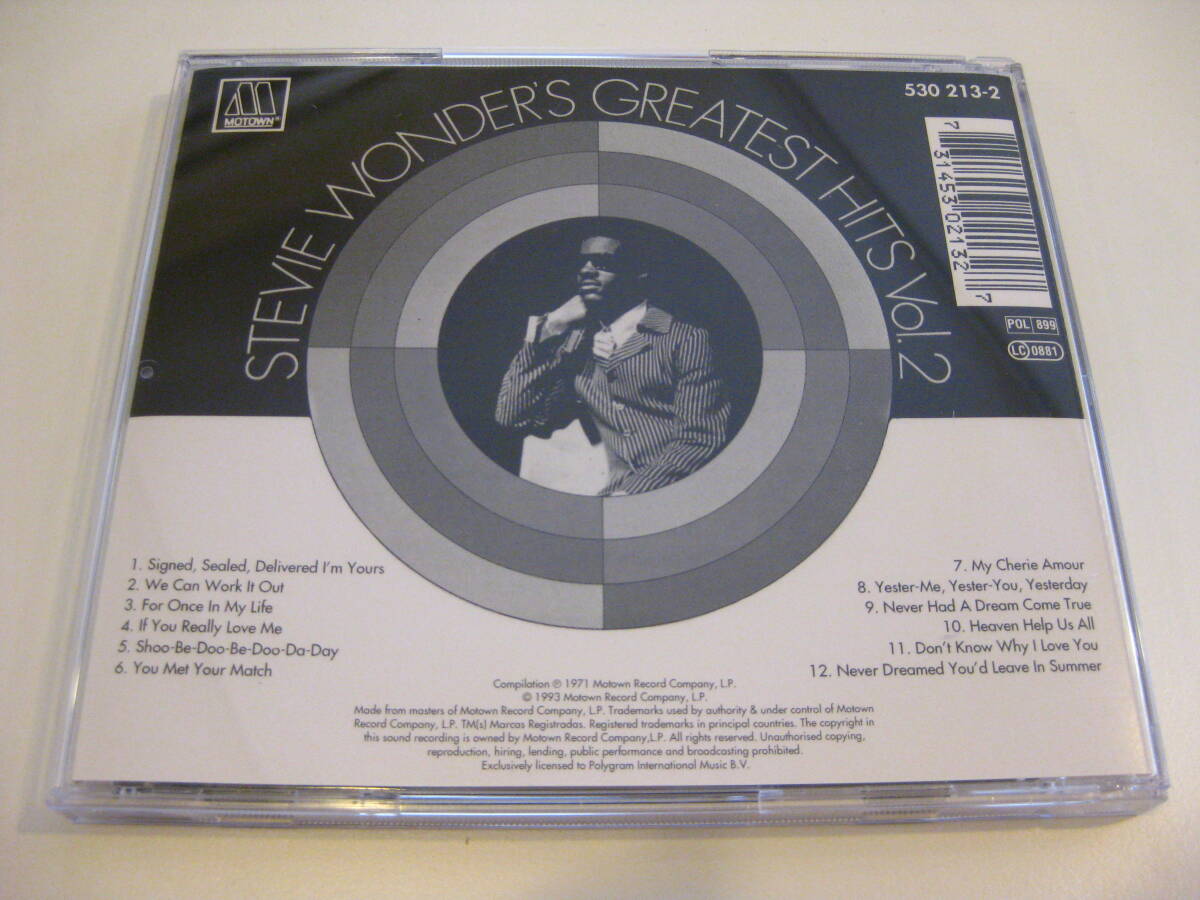 MOTOWN®
STEVIE WONDER'S GREATEST HITS Vol. 2
530 213-2
7 31453 02132 7
POL 899
LC 0881
1. Signed, Sealed, Delivered I'm Yours
2. We Can Work It Out
3. For Once In My Life
4. If You Really Love Me
5. Shoo-Be-Doo-Be-Doo-Da-Day
6. You Met Your Match
7. My Cherie Amour
8. Yester-Me, Yester-You, Yesterday
9. Never Had A Dream Come True
10. Heaven Help Us All
11. Don't Know Why I Love You
12. Never Dreamed You'd Leave In Summer
Compilation ℗ 1971 Motown Record Company, L.P.
© 1993 Motown Record Company, L.P.
Made from masters of Motown Record Company, L.P. Trademarks used by authority & under control of Motown
Record Company, L.P. TM(s) Marcas Registradas. Registered trademarks in principal countries. The copyright in
this sound recording is owned by Motown Record Company,L.P. All rights reserved. Unauthorised copying,
reproduction, hiring, lending, public performance and broadcasting prohibited.
Exclusively licensed to Polygram International Music B.V.